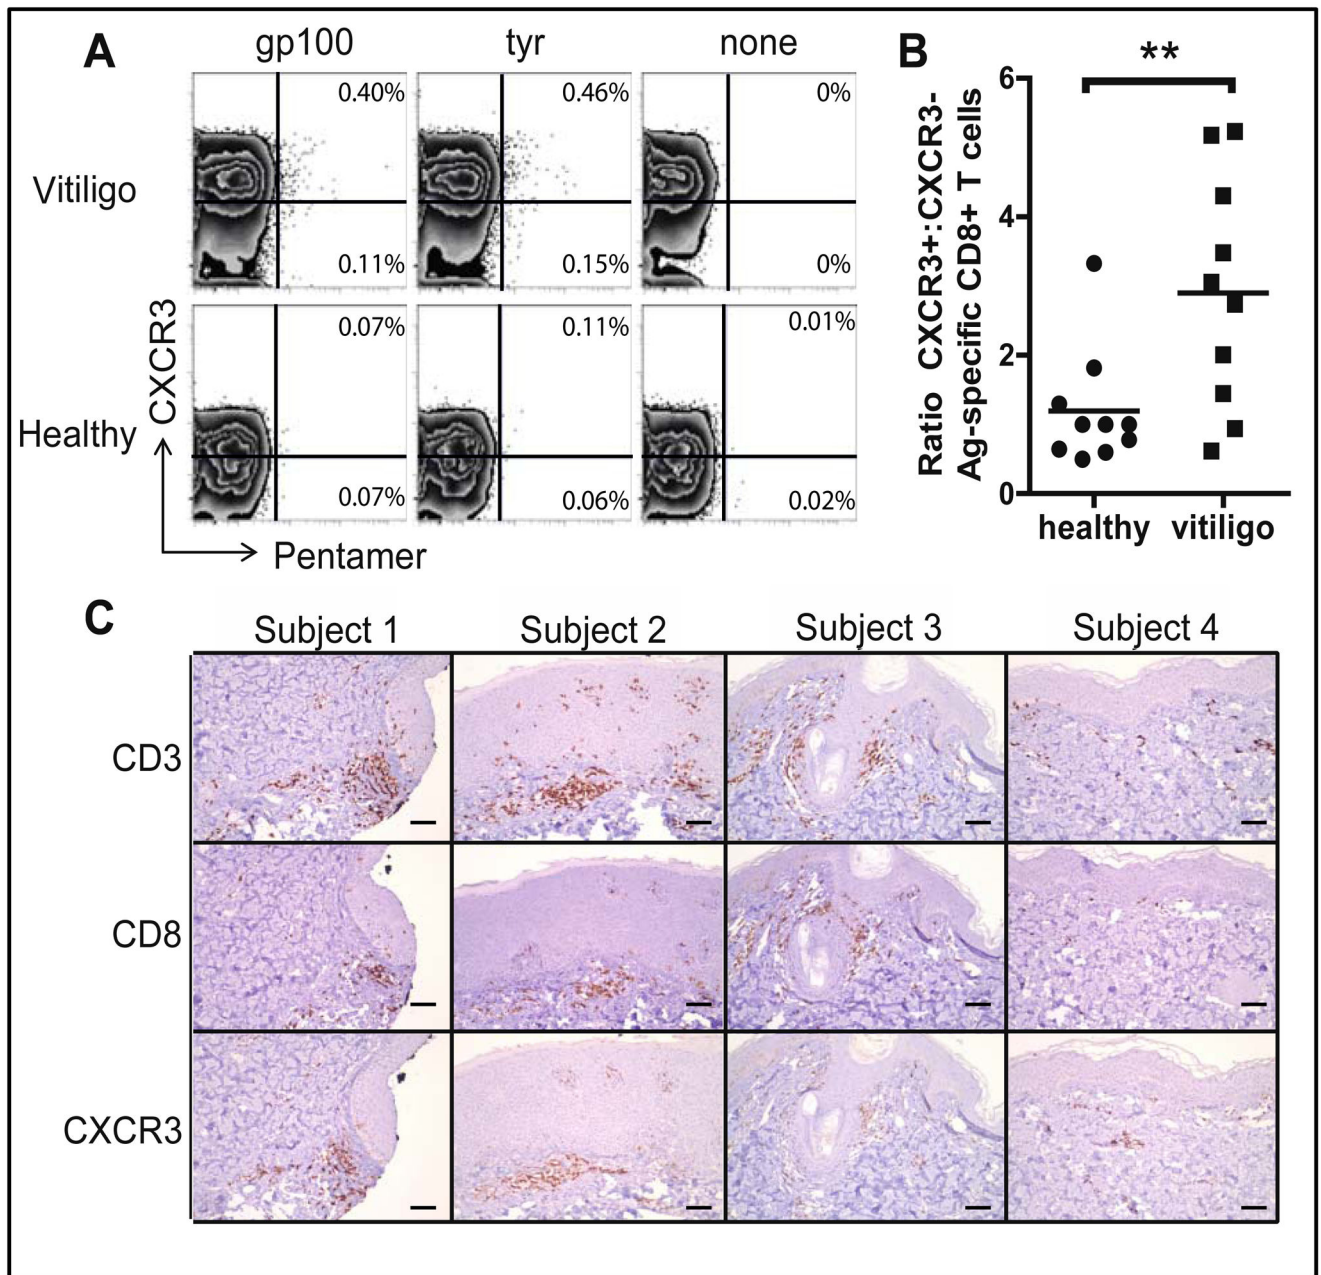 A
gp100 tyr none
Vitiligo
0.40% 0.46% 0%
0.11% 0.15% 0%
Healthy
0.07% 0.11% 0.01%
0.07% 0.06% 0.02%
CXCR3
Pentamer
B
**
Ratio CXCR3+:CXCR3-
Ag-specific CD8+ T cells
6
4
2
0
healthy vitiligo
C
Subject 1 Subject 2 Subject 3 Subject 4
CD3
CD8
CXCR3